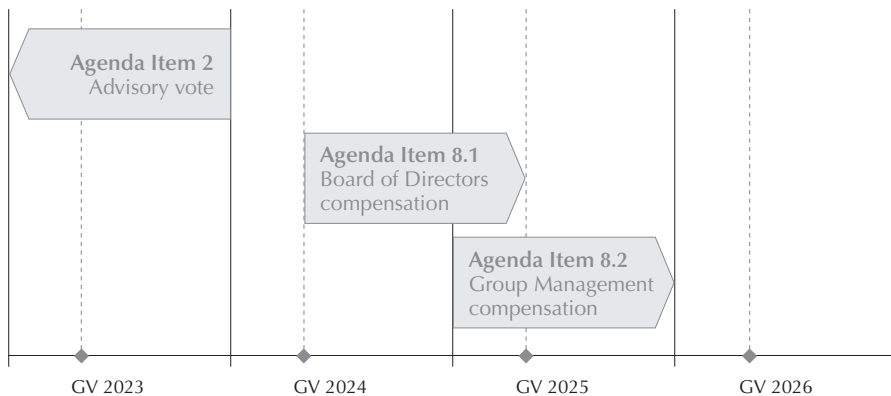 Agenda Item 2
Advisory vote
Agenda Item 8.1
Board of Directors
compensation
Agenda Item 8.2
Group Management
compensation
GV 2023
GV 2024
GV 2025
GV 2026